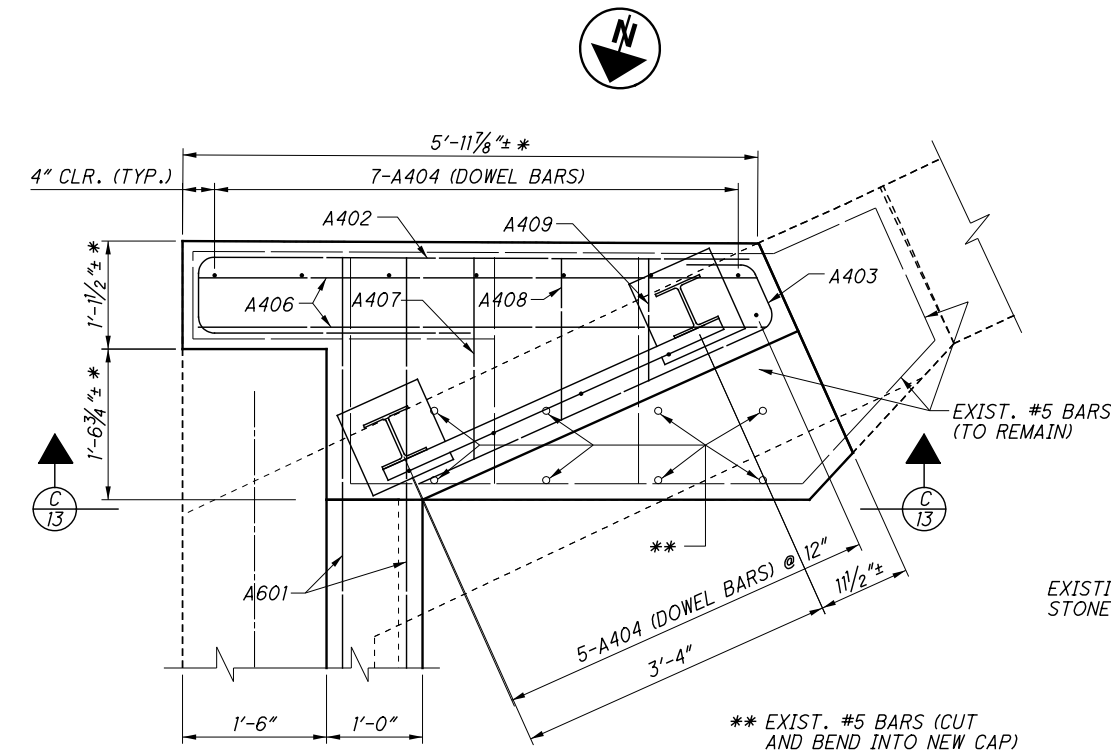 N
5'-11⅞"± *
4" CLR. (TYP.)
7-A404 (DOWEL BARS)
A402
A409
A403
1'-1½"± *
A406
A407
A408
1'-6¾"± *
EXIST. #5 BARS
(TO REMAIN)
C
13
C
13
**
A601
5-A404 (DOWEL BARS) @ 12"
11½"±
3'-4"
EXISTI
STONE
1'-6"
1'-0"
** EXIST. #5 BARS (CUT
AND BEND INTO NEW CAP)